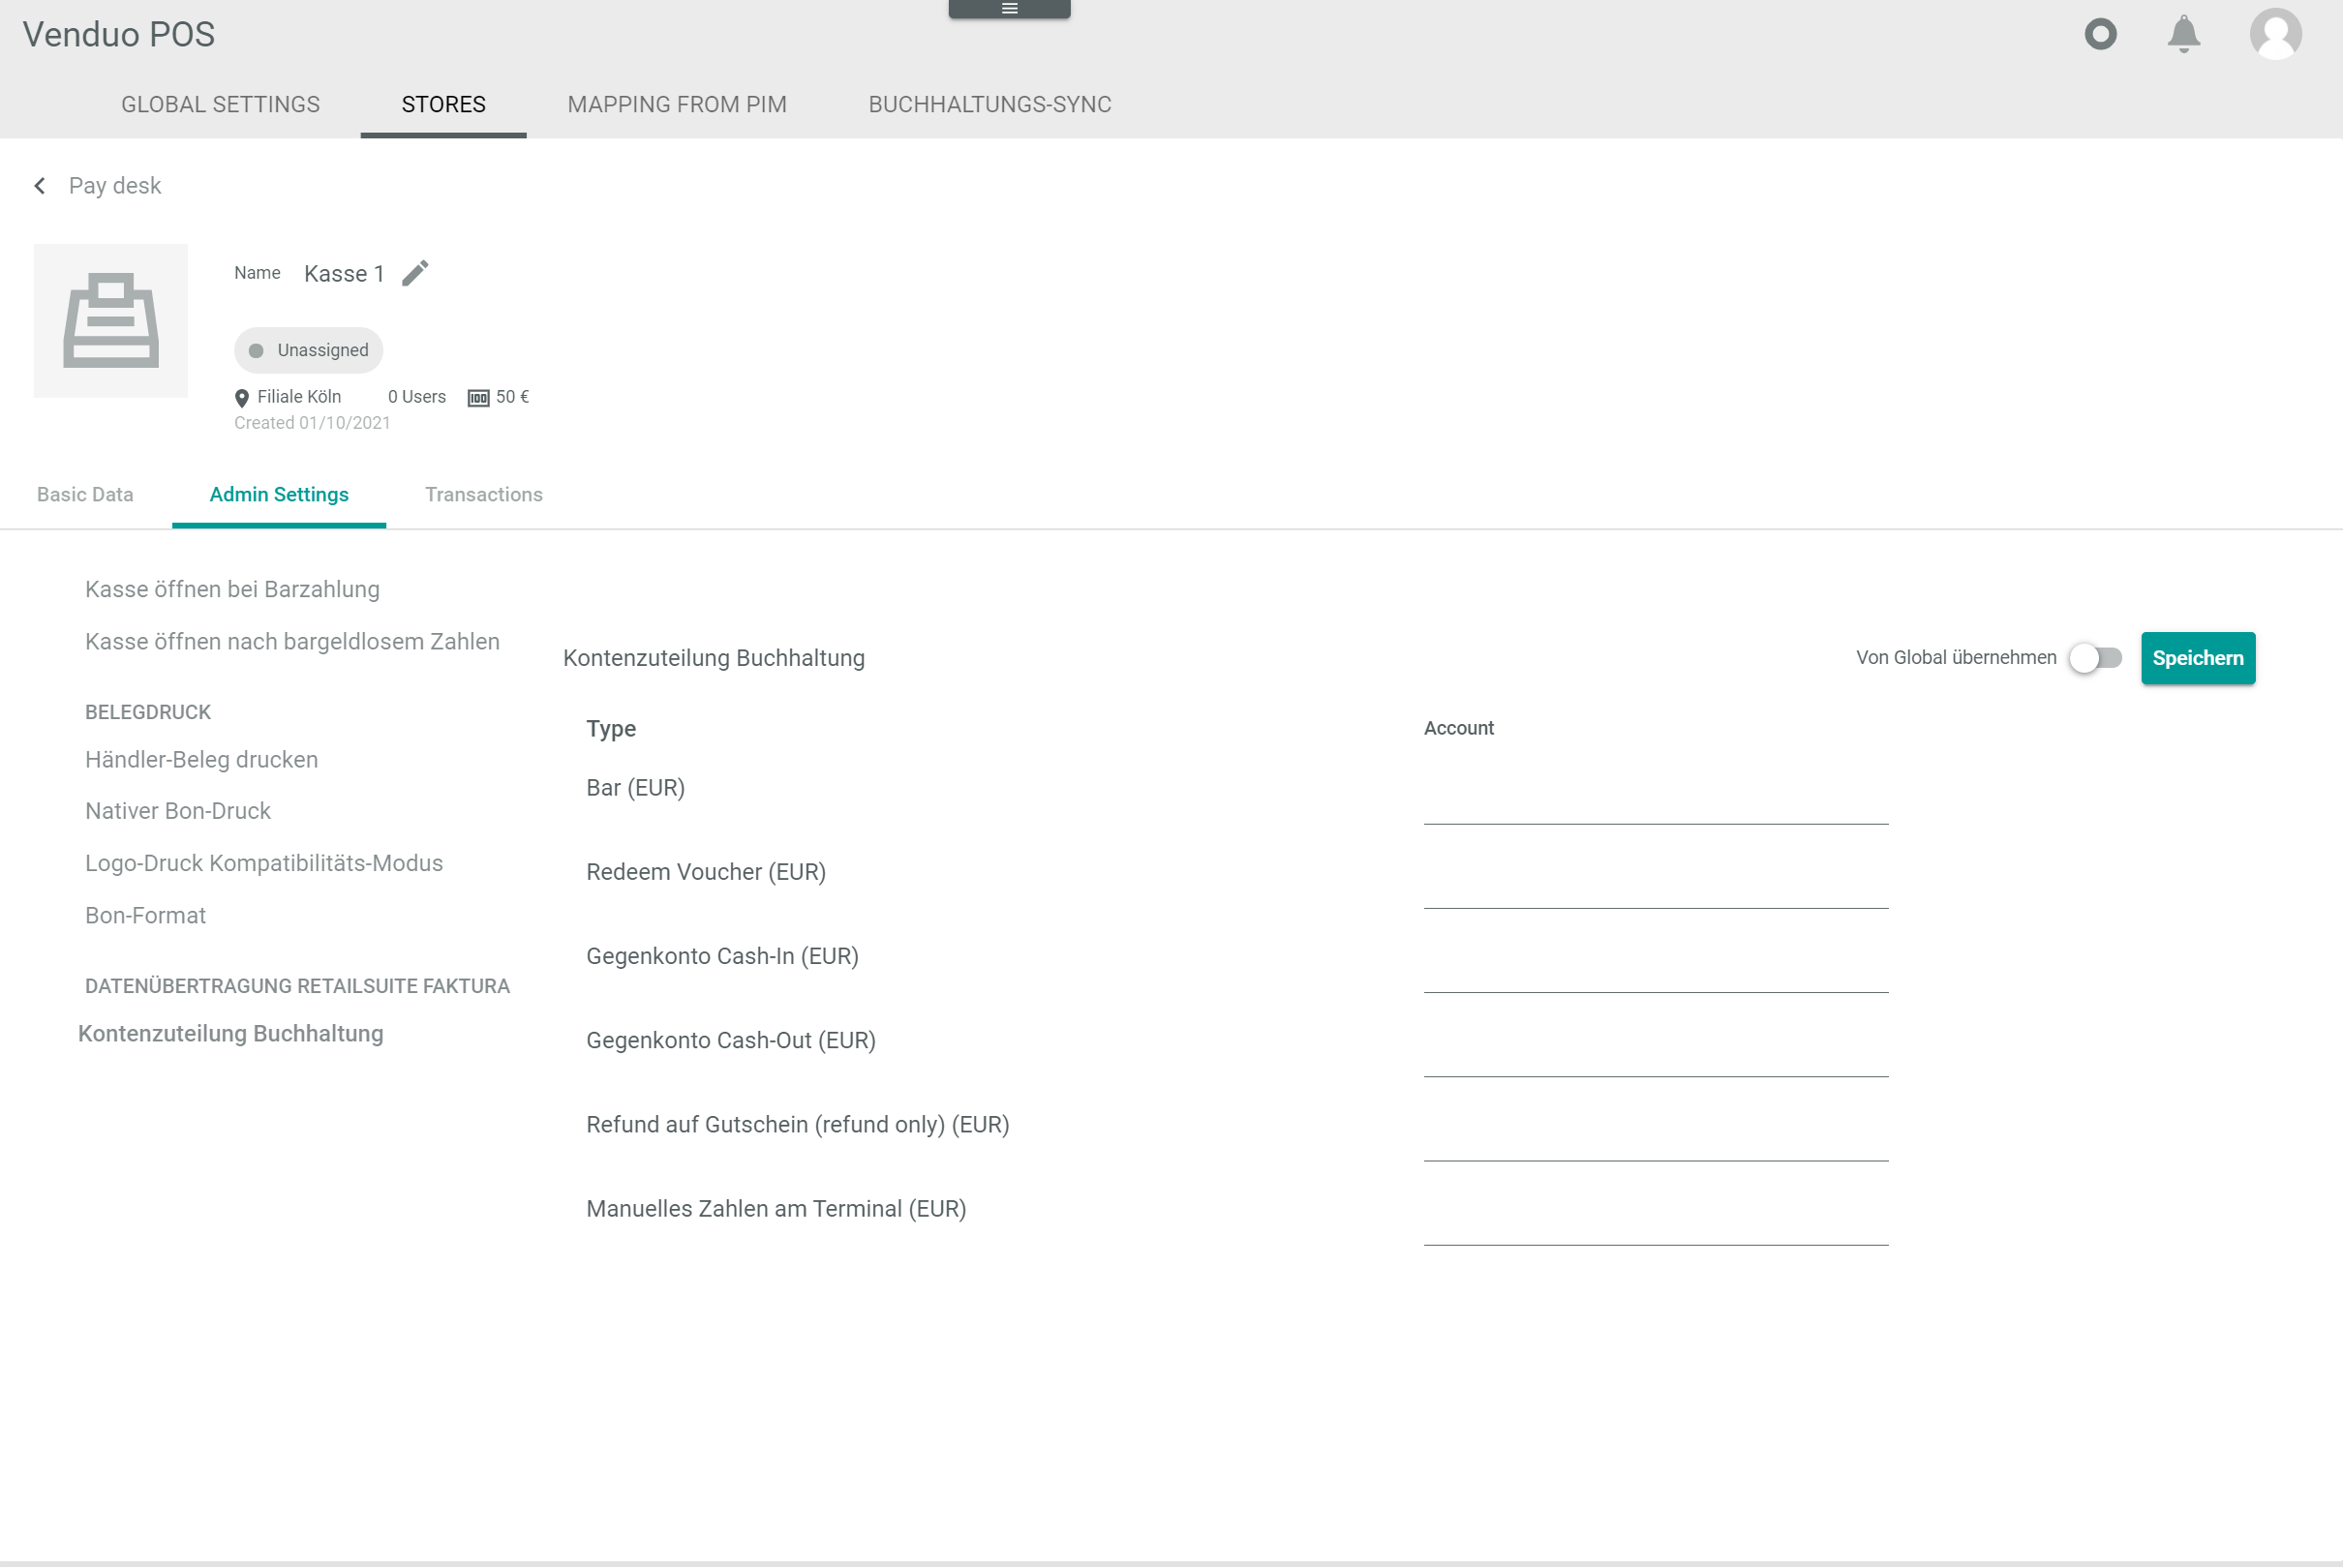 Venduo POS
GLOBAL SETTINGS STORES MAPPING FROM PIM BUCHHALTUNGS-SYNC
Pay desk
Name Kasse 1
Unassigned
Filiale Köln 0 Users 100 50 €
Created 01/10/2021
Basic Data Admin Settings Transactions
Kasse öffnen bei Barzahlung
Kasse öffnen nach bargeldlosem Zahlen
BELEGDRUCK
Händler-Beleg drucken
Nativer Bon-Druck
Logo-Druck Kompatibilitäts-Modus
Bon-Format
DATENÜBERTRAGUNG RETAILSUITE FAKTURA
Kontenzuteilung Buchhaltung
Kontenzuteilung Buchhaltung Von Global übernehmen Speichern
Type Account
Bar (EUR)
Redeem Voucher (EUR)
Gegenkonto Cash-In (EUR)
Gegenkonto Cash-Out (EUR)
Refund auf Gutschein (refund only) (EUR)
Manuelles Zahlen am Terminal (EUR)